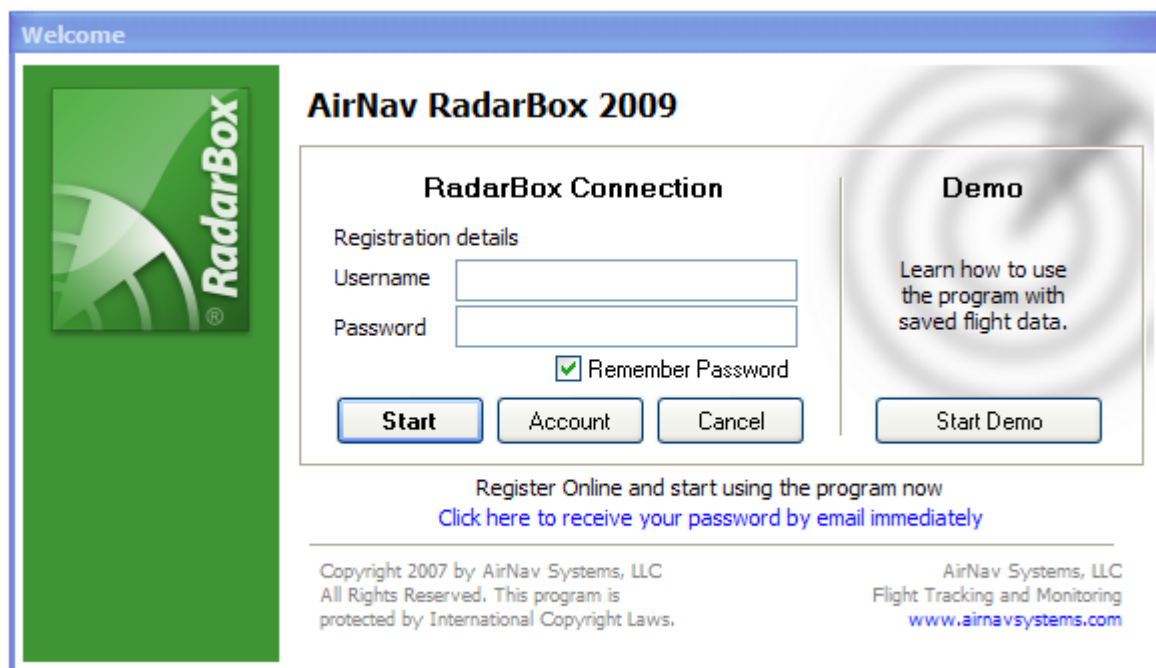 Welcome
® RadarBox
AirNav RadarBox 2009
RadarBox Connection
Registration details
Username
Password
Remember Password
Start
Account
Cancel
Demo
Learn how to use
the program with
saved flight data.
Start Demo
Register Online and start using the program now
Click here to receive your password by email immediately
Copyright 2007 by AirNav Systems, LLC
All Rights Reserved. This program is
protected by International Copyright Laws.
AirNav Systems, LLC
Flight Tracking and Monitoring
www.airnavsystems.com